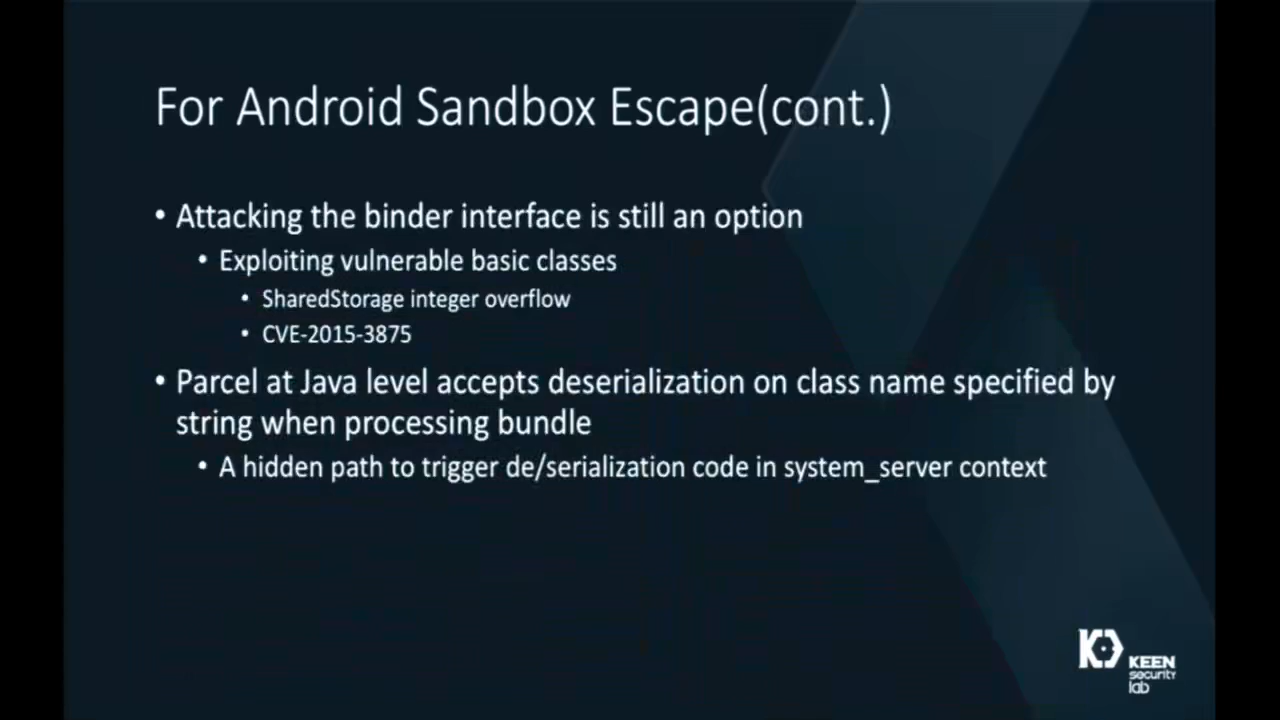 For Android Sandbox Escape(cont.)
• Attacking the binder interface is still an option
• Exploiting vulnerable basic classes
• SharedStorage integer overflow
• CVE-2015-3875
• Parcel at Java level accepts deserialization on class name specified by
string when processing bundle
• A hidden path to trigger de/serialization code in system_server context
KEEN
security
lab